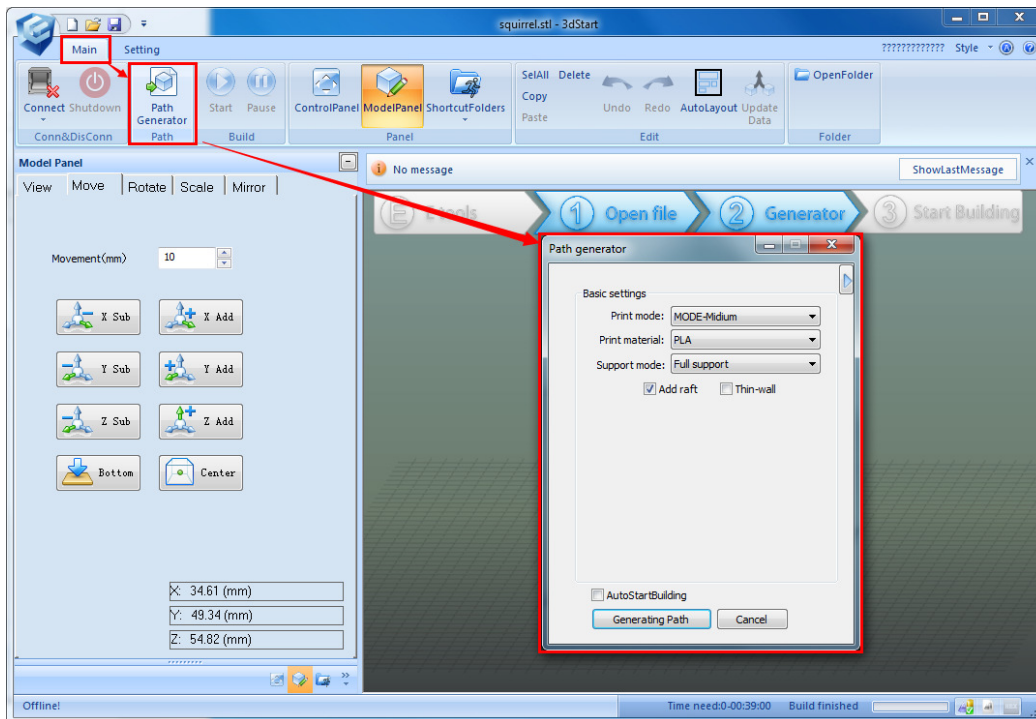 squirrel.stl - 3dStart
Main Setting
????????????? Style
Connect Shutdown Path Generator Start Pause ControlPanel ModelPanel ShortcutFolders SelAll Delete Copy Paste Undo Redo AutoLayout Update Data OpenFolder
Conn&DisConn Path Build Panel Edit Folder
Model Panel
No message ShowLastMessage
View Move Rotate Scale Mirror
1 Open file 2 Generator 3 Start Building
Movement(mm) 10
X Sub X Add
Y Sub Y Add
Z Sub Z Add
Bottom Center
X: 34.61 (mm)
Y: 49.34 (mm)
Z: 54.82 (mm)
Path generator
Basic settings
Print mode: MODE-Midium
Print material: PLA
Support mode: Full support
Add raft Thin-wall
AutoStartBuilding
Generating Path Cancel
Offline! Time need:0-00:39:00 Build finished